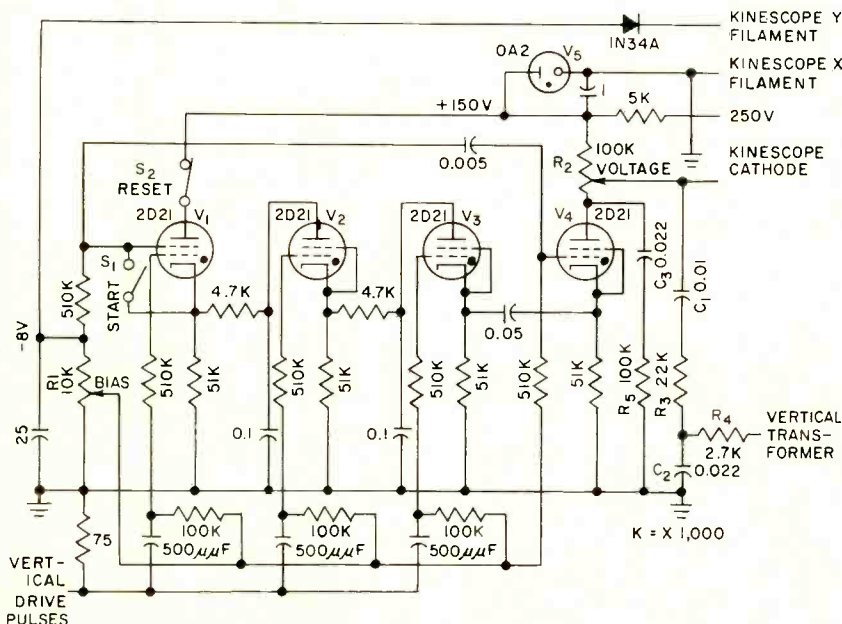 KINESCOPE Y
FILAMENT
1N34A
KINESCOPE X
FILAMENT
0A2
V5
1
+150V
5K
250V
100K
R2
VOLTAGE
KINESCOPE
CATHODE
0.005
S2
RESET
2D21
V1
2D21
V2
2D21
V3
V4
2D21
S1
START
510K
4.7K
4.7K
C3 0.022
C1 0.01
0.05
-8V
R1
10K
BIAS
510K
51K
510K
51K
51K
510K
51K
R5 100K
R3 22K
25
0.1
0.1
R4
2.7K
VERTICAL
TRANS-
FORMER
C2
0.022
K = X 1,000
75
100K
500μμF
100K
500μμF
100K
500μμF
VERT-
ICAL
DRIVE
PULSES